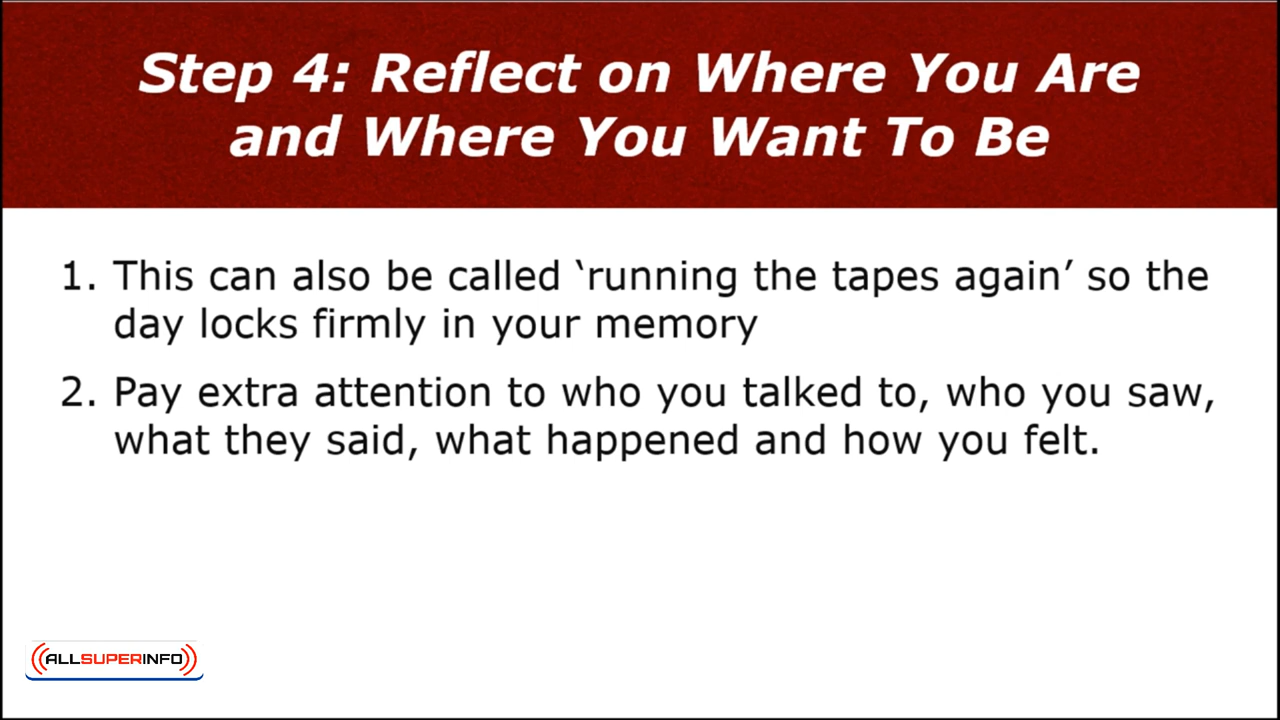 Step 4: Reflect on Where You Are
and Where You Want To Be
1. This can also be called ‘running the tapes again’ so the
day locks firmly in your memory
2. Pay extra attention to who you talked to, who you saw,
what they said, what happened and how you felt.
ALLSUPERINFO